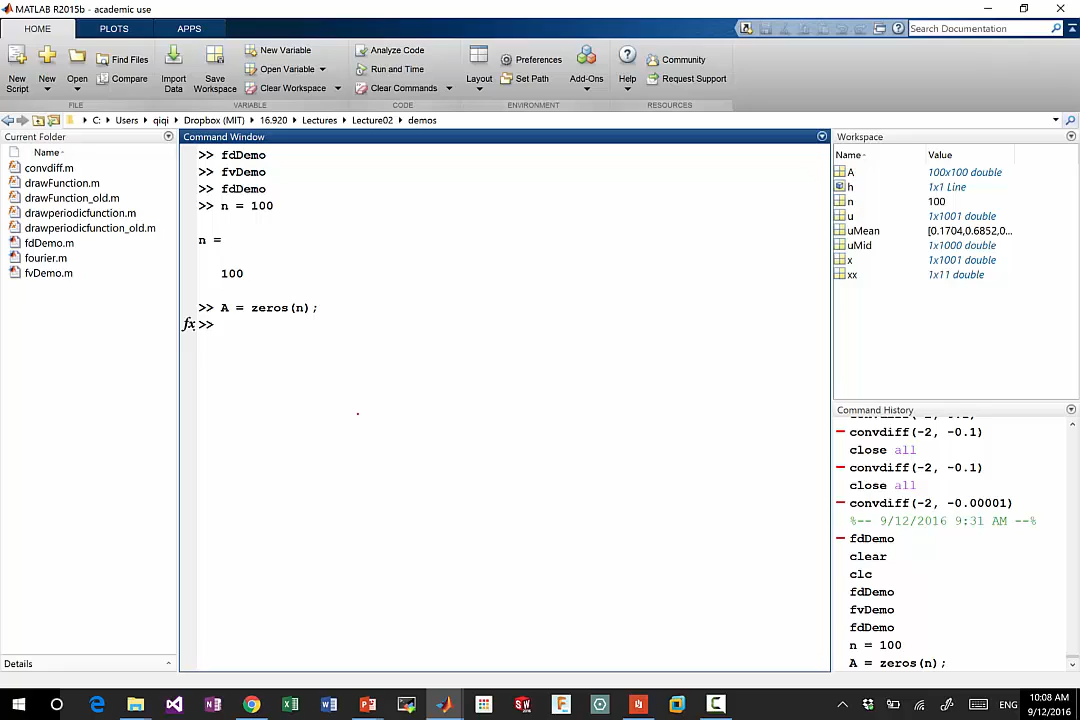 MATLAB R2015b - academic use
HOME PLOTS APPS
Search Documentation
New Script New Open Find Files Compare Import Data Save Workspace New Variable Open Variable Clear Workspace Analyze Code Run and Time Clear Commands Layout Preferences Set Path Add-Ons Help Community Request Support
FILE VARIABLE CODE ENVIRONMENT RESOURCES
C: Users qiqi Dropbox (MIT) 16.920 Lectures Lecture02 demos
Current Folder
Name
convdiff.m
drawFunction.m
drawFunction_old.m
drawperiodicfunction.m
drawperiodicfunction_old.m
fdDemo.m
fourier.m
fvDemo.m
Details
Command Window
>> fdDemo
>> fvDemo
>> fdDemo
>> n = 100
n =
100
>> A = zeros(n);
fx >>
Workspace
Name Value
A 100x100 double
h 1x1 Line
n 100
u 1x1001 double
uMean [0.1704,0.6852,0...
uMid 1x1000 double
x 1x1001 double
xx 1x11 double
Command History
convdiff(-2, -0.1)
close all
convdiff(-2, -0.1)
close all
convdiff(-2, -0.00001)
%-- 9/12/2016 9:31 AM --%
fdDemo
clear
clc
fdDemo
fvDemo
fdDemo
n = 100
A = zeros(n);
ENG
10:08 AM
9/12/2016